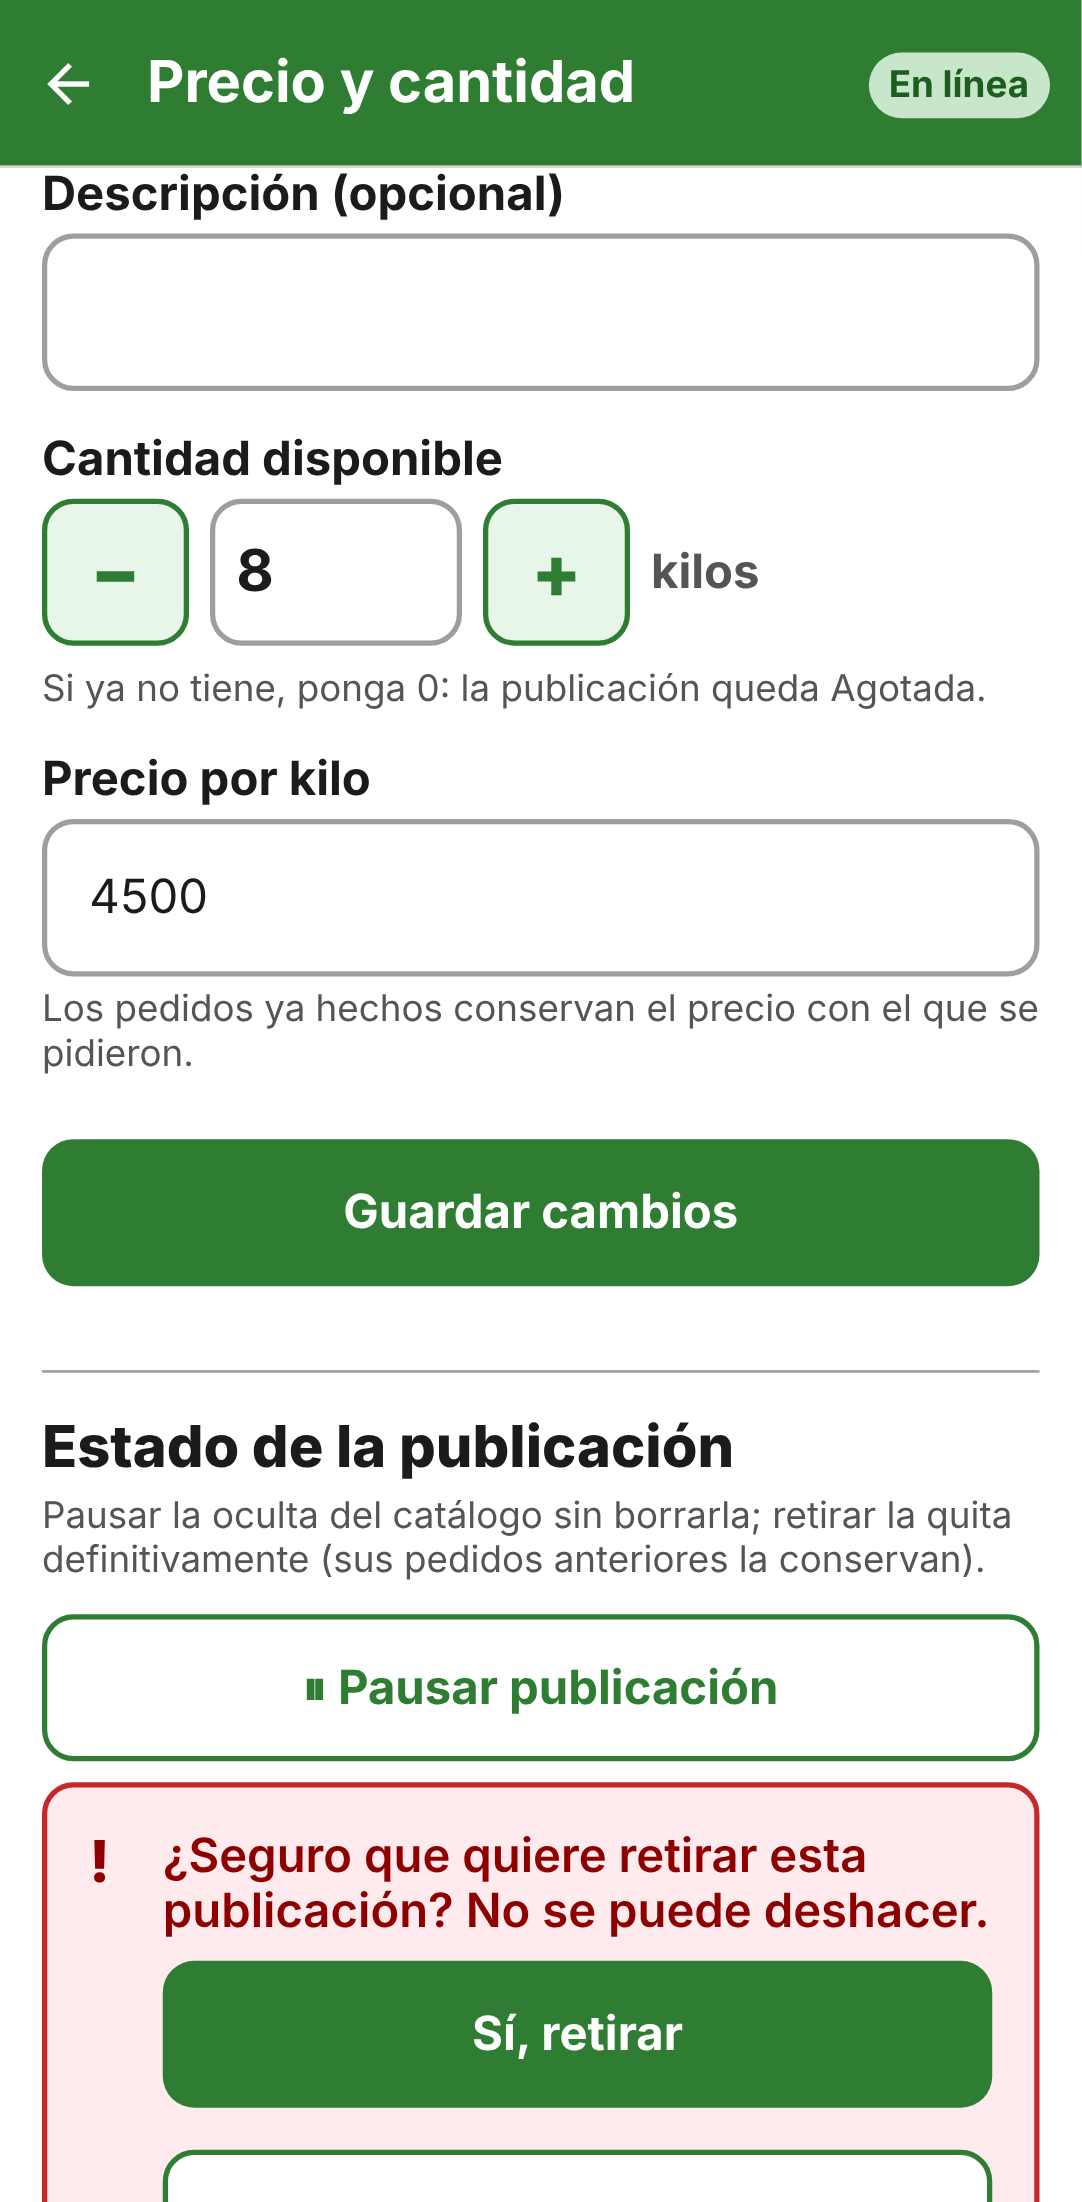 Precio y cantidad
En línea
Descripción (opcional)
Cantidad disponible
− 8 + kilos
Si ya no tiene, ponga 0: la publicación queda Agotada.
Precio por kilo
4500
Los pedidos ya hechos conservan el precio con el que se
pidieron.
Guardar cambios
Estado de la publicación
Pausar la oculta del catálogo sin borrarla; retirar la quita
definitivamente (sus pedidos anteriores la conservan).
Pausar publicación
! ¿Seguro que quiere retirar esta
publicación? No se puede deshacer.
Sí, retirar